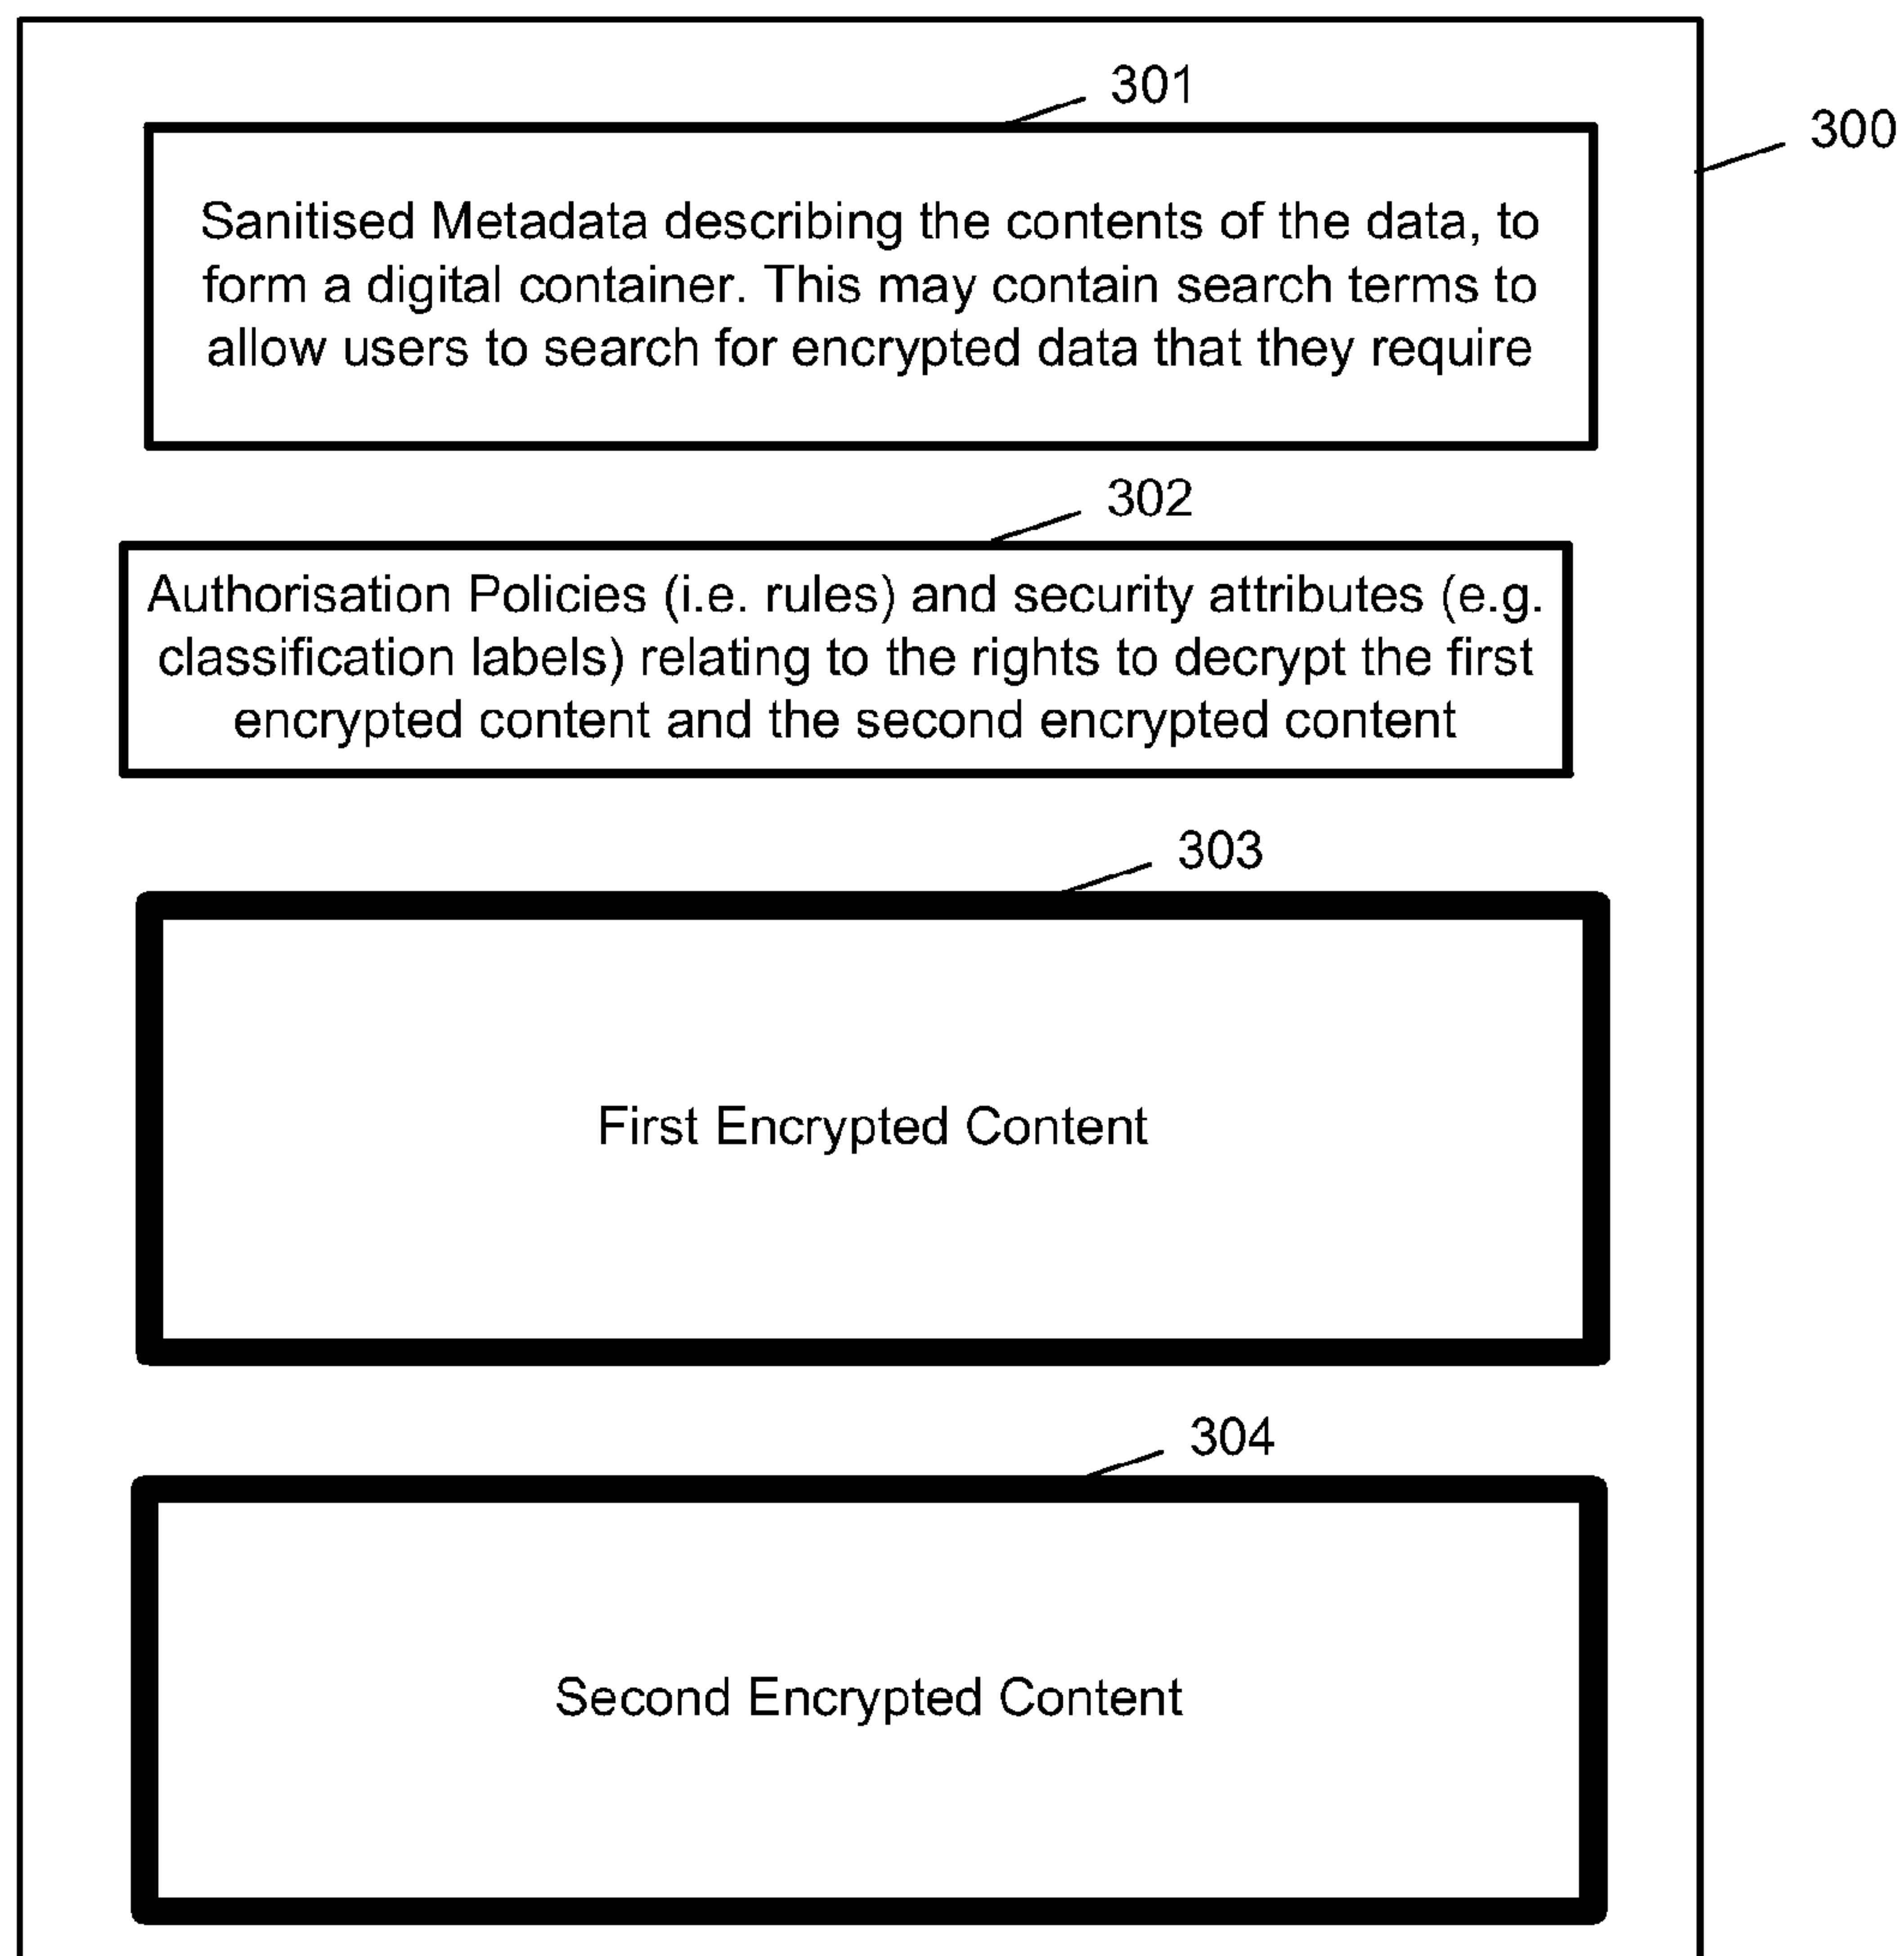 301
300
Sanitised Metadata describing the contents of the data, to
form a digital container. This may contain search terms to
allow users to search for encrypted data that they require
302
Authorisation Policies (i.e. rules) and security attributes (e.g.
classification labels) relating to the rights to decrypt the first
encrypted content and the second encrypted content
303
First Encrypted Content
304
Second Encrypted Content